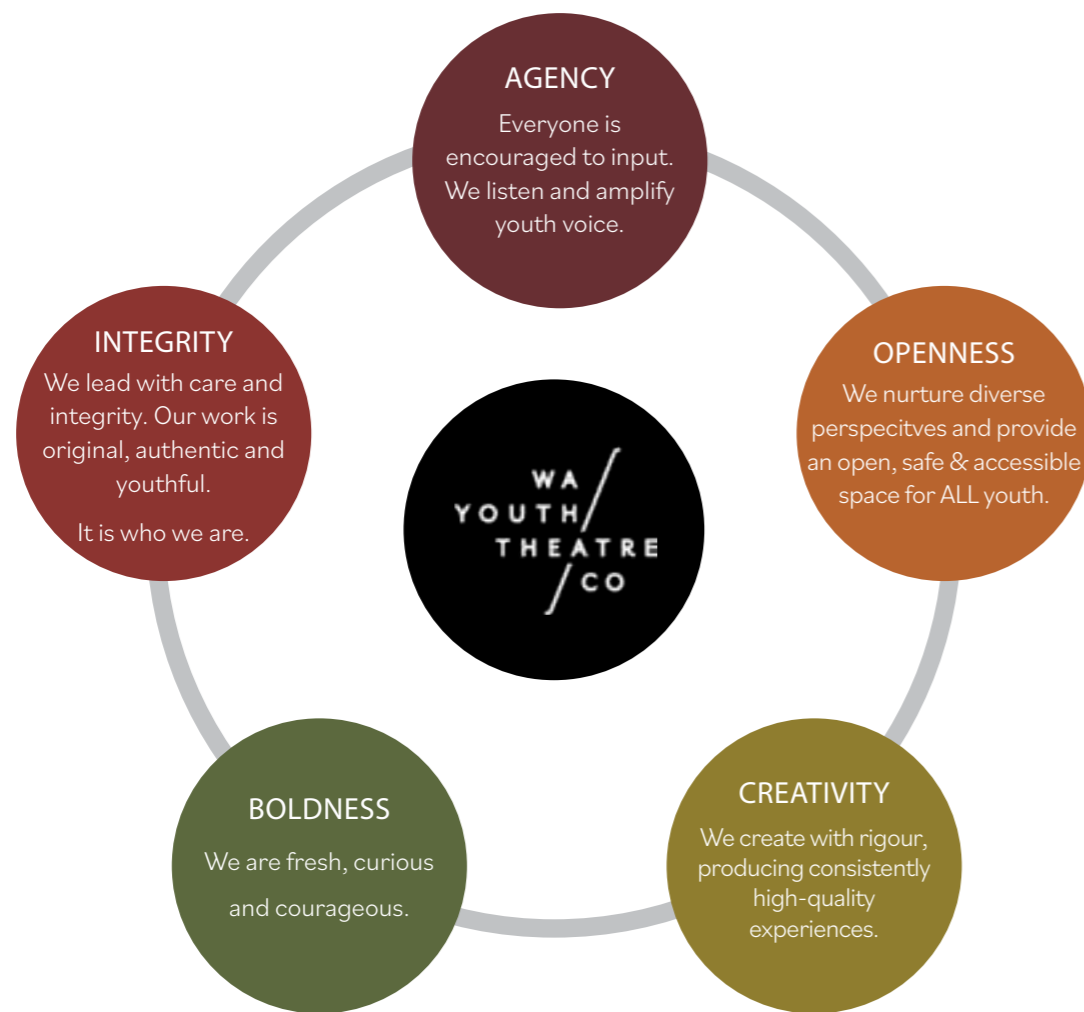 AGENCY
Everyone is
encouraged to input.
We listen and amplify
youth voice.
OPENNESS
We nurture diverse
perspecitves and provide
an open, safe & accessible
space for ALL youth.
CREATIVITY
We create with rigour,
producing consistently
high-quality
experiences.
BOLDNESS
We are fresh, curious
and courageous.
INTEGRITY
We lead with care and
integrity. Our work is
original, authentic and
youthful.
It is who we are.
WA
YOUTH
THEATRE
CO